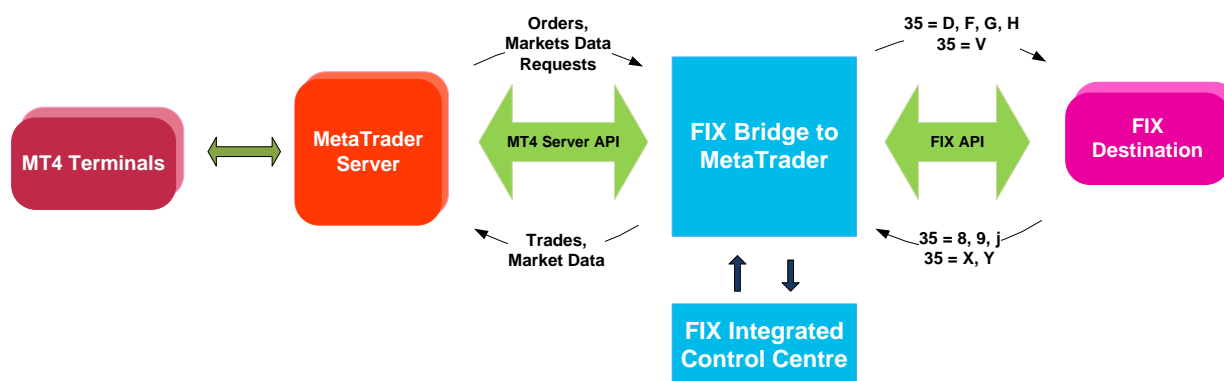 Orders,
Markets Data
Requests
35 = D, F, G, H
35 = V
MT4 Terminals
MetaTrader
Server
MT4 Server API
FIX Bridge to
MetaTrader
FIX API
FIX
Destination
Trades,
Market Data
35 = 8, 9, j
35 = X, Y
FIX Integrated
Control Centre